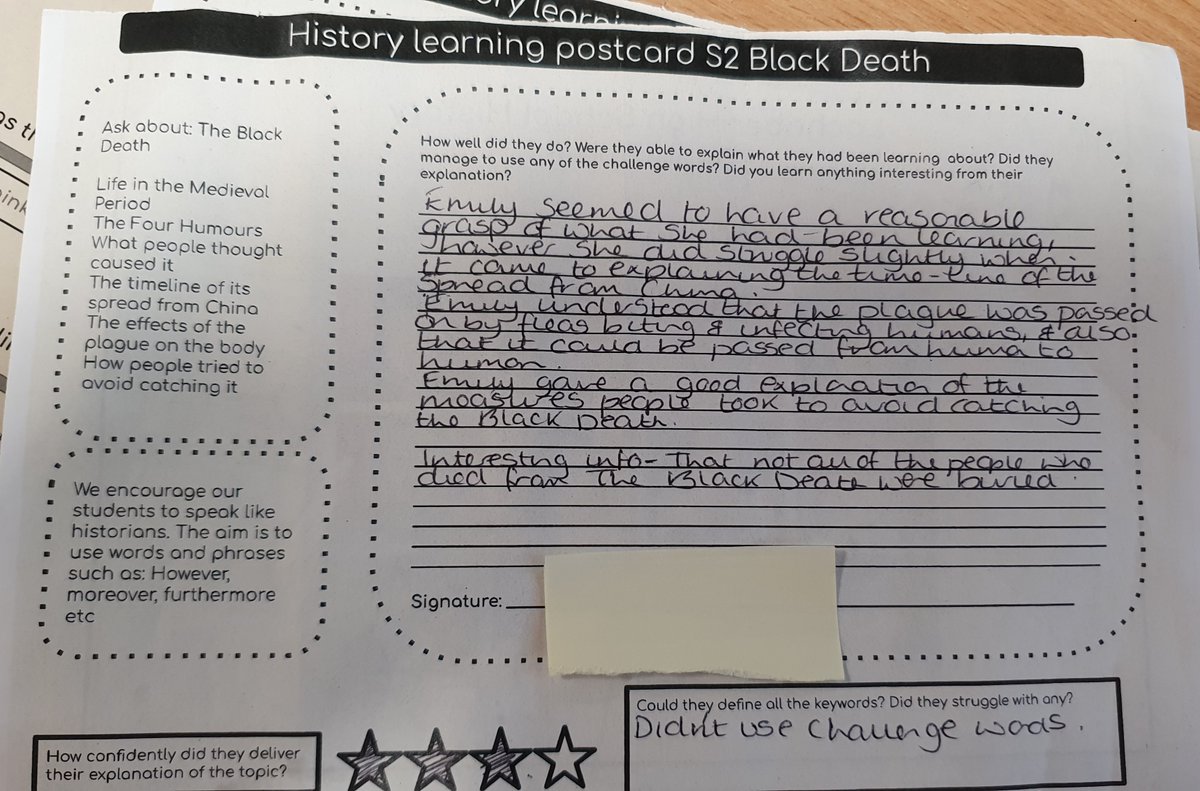 ry learni
History learning postcard S2 Black Death
Ask about: The Black
Death
Life in the Medieval
Period
The Four Humours
What people thought
caused it
The timeline of its
spread from China
The effects of the
plague on the body
How people tried to
avoid catching it
We encourage our
students to speak like
historians. The aim is to
use words and phrases
such as: However,
moreover, furthermore
etc
How well did they do? Were they able to explain what they had been learning about? Did they
manage to use any of the challenge words? Did you learn anything interesting from their
explanation?
Emily seemed to have a reasonable
grasp of what she had been learning,
however she did struggle slightly when
it came to explaining the time-line of the
spread from China.
Emily understood that the plague was passed
on by fleas biting & infecting humans, & also
that it could be passed from huma to
human.
Emily gave a good explaation of the
moasures people took to avoid catching
the Black Death.
Interesting info - That not all of the people who
died from The Black Death were buried.
Signature:
How confidently did they deliver
their explanation of the topic?
Could they define all the keywords? Did they struggle with any?
Didn't use Challenge words.